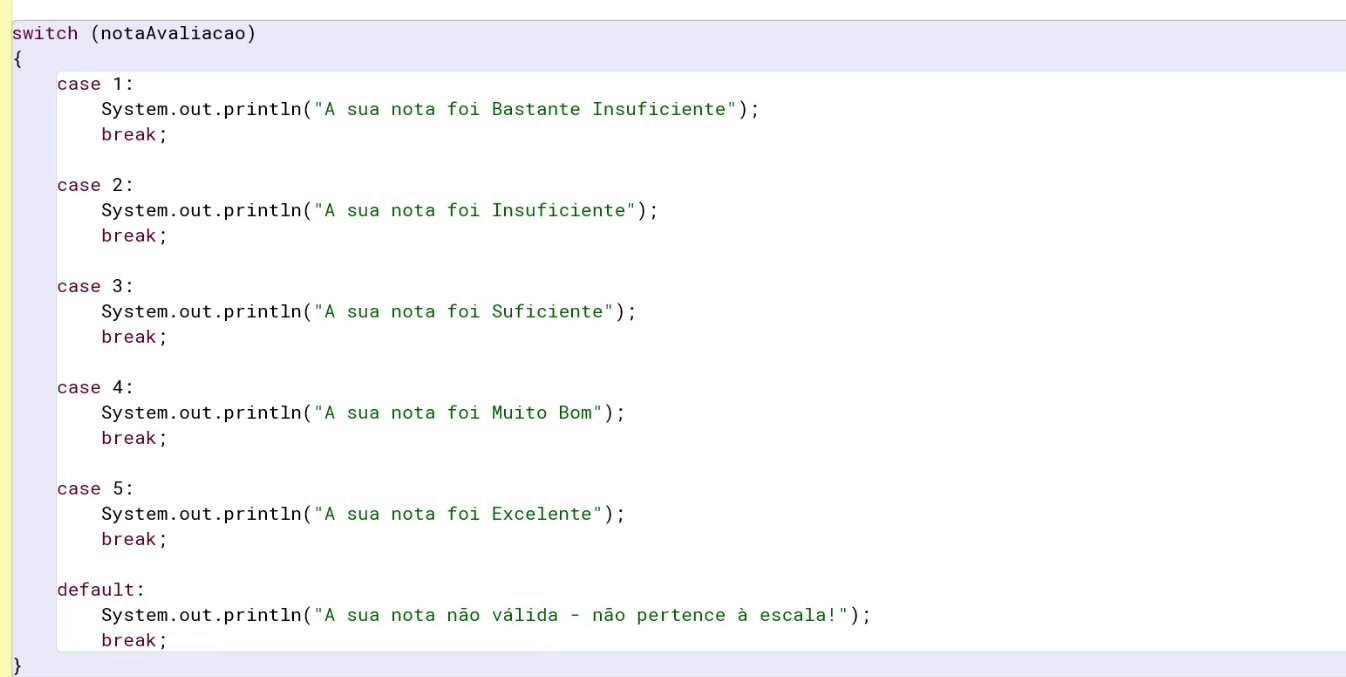 switch (notaAvaliacao)
{
case 1:
System.out.println("A sua nota foi Bastante Insuficiente");
break;
case 2:
System.out.println("A sua nota foi Insuficiente");
break;
case 3:
System.out.println("A sua nota foi Suficiente");
break;
case 4:
System.out.println("A sua nota foi Muito Bom");
break;
case 5:
System.out.println("A sua nota foi Excelente");
break;
default:
System.out.println("A sua nota não válida - não pertence à escala!");
break;
}